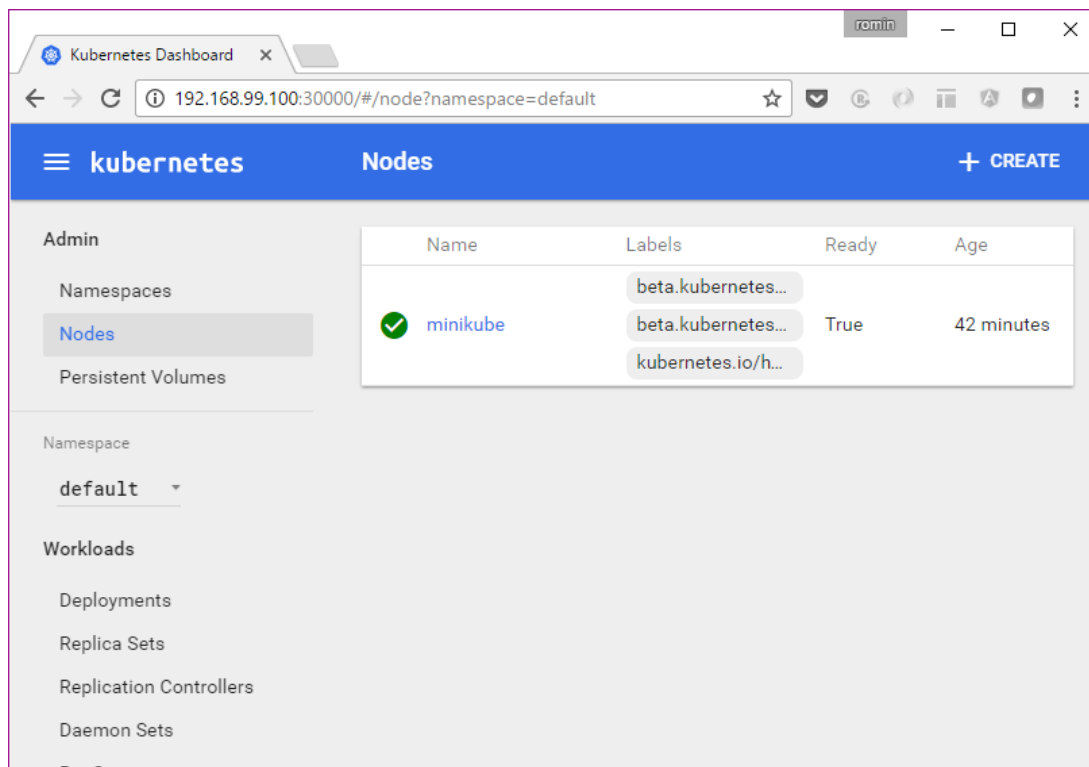 romin
Kubernetes Dashboard
192.168.99.100:30000/#/node?namespace=default
kubernetes Nodes + CREATE
Admin
Namespaces
Nodes
Persistent Volumes
Namespace
default
Workloads
Deployments
Replica Sets
Replication Controllers
Daemon Sets
Name Labels Ready Age
beta.kubernetes...
minikube beta.kubernetes... True 42 minutes
kubernetes.io/h...